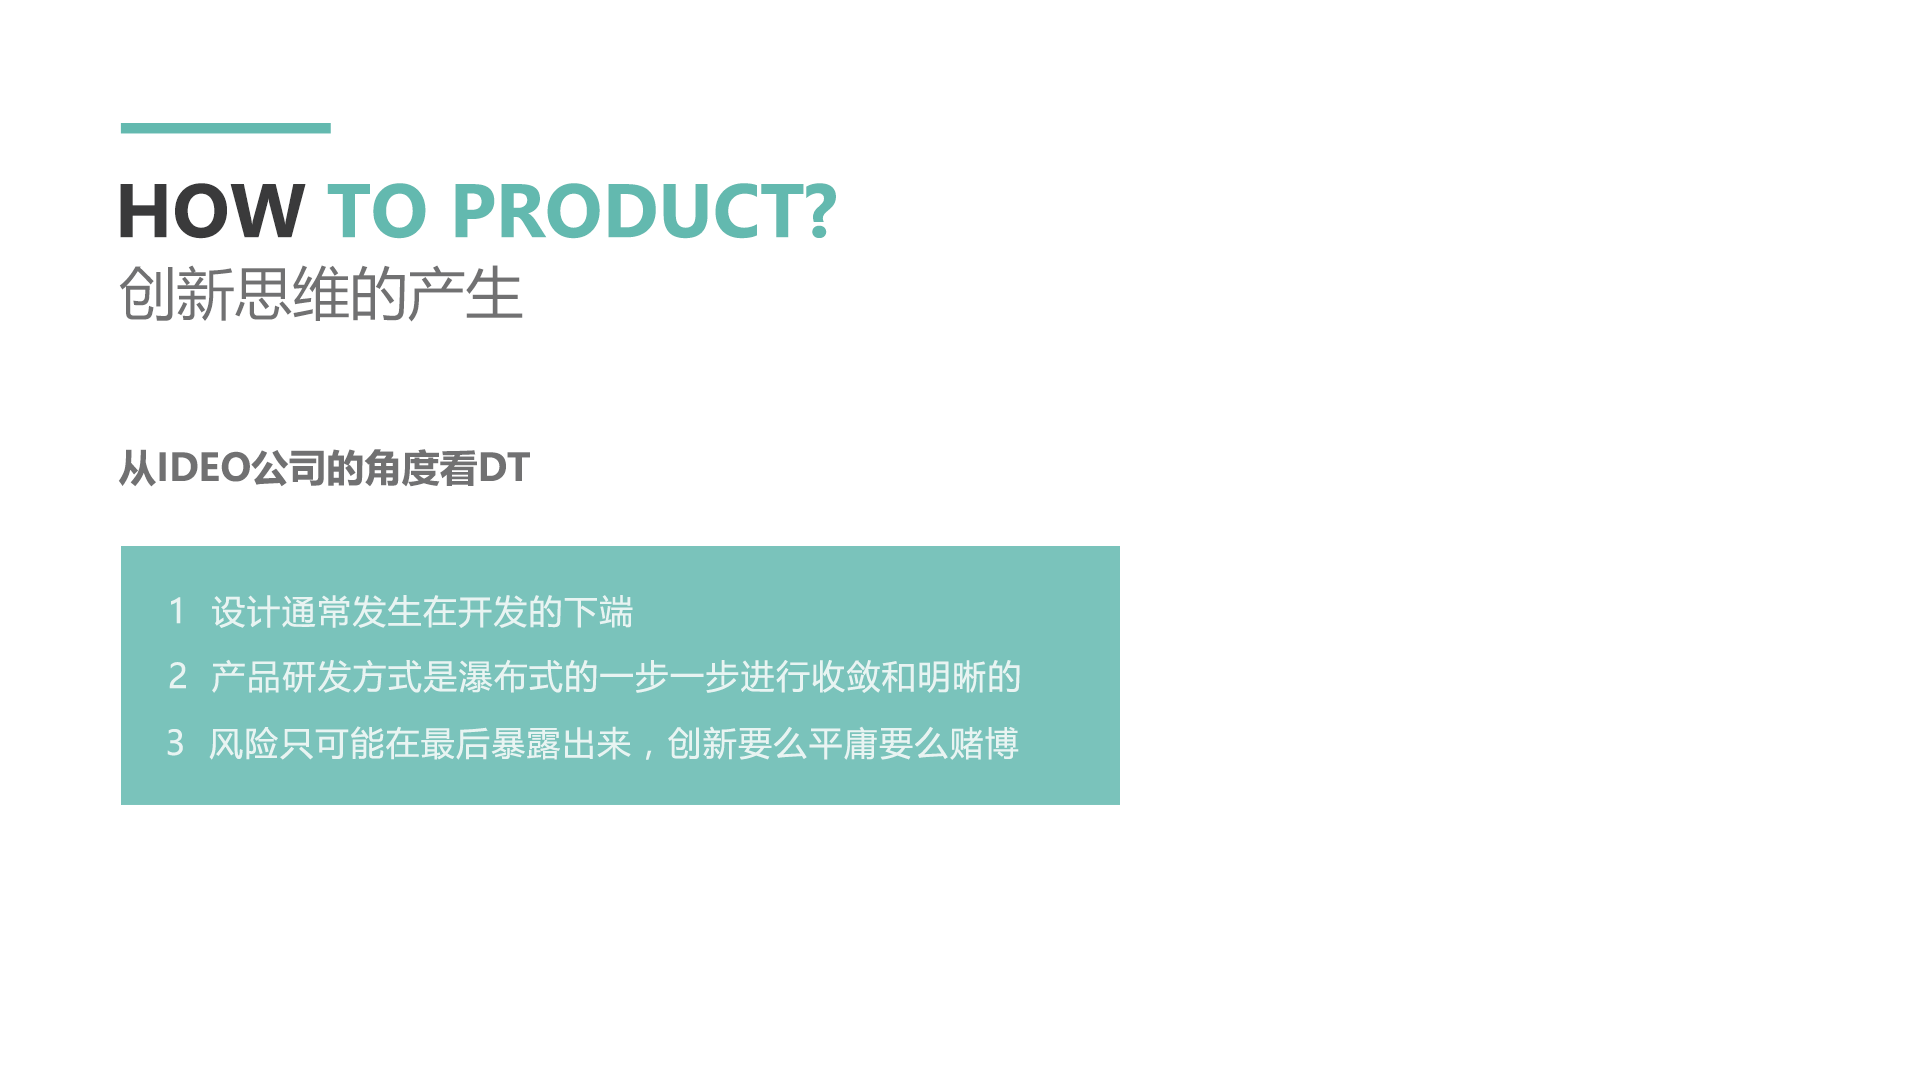 HOW TO PRODUCT?
创新思维的产生
从IDEO公司的角度看DT
1 设计通常发生在开发的下端
2 产品研发方式是瀑布式的一步一步进行收敛和明晰的
3 风险只可能在最后暴露出来，创新要么平庸要么赌博